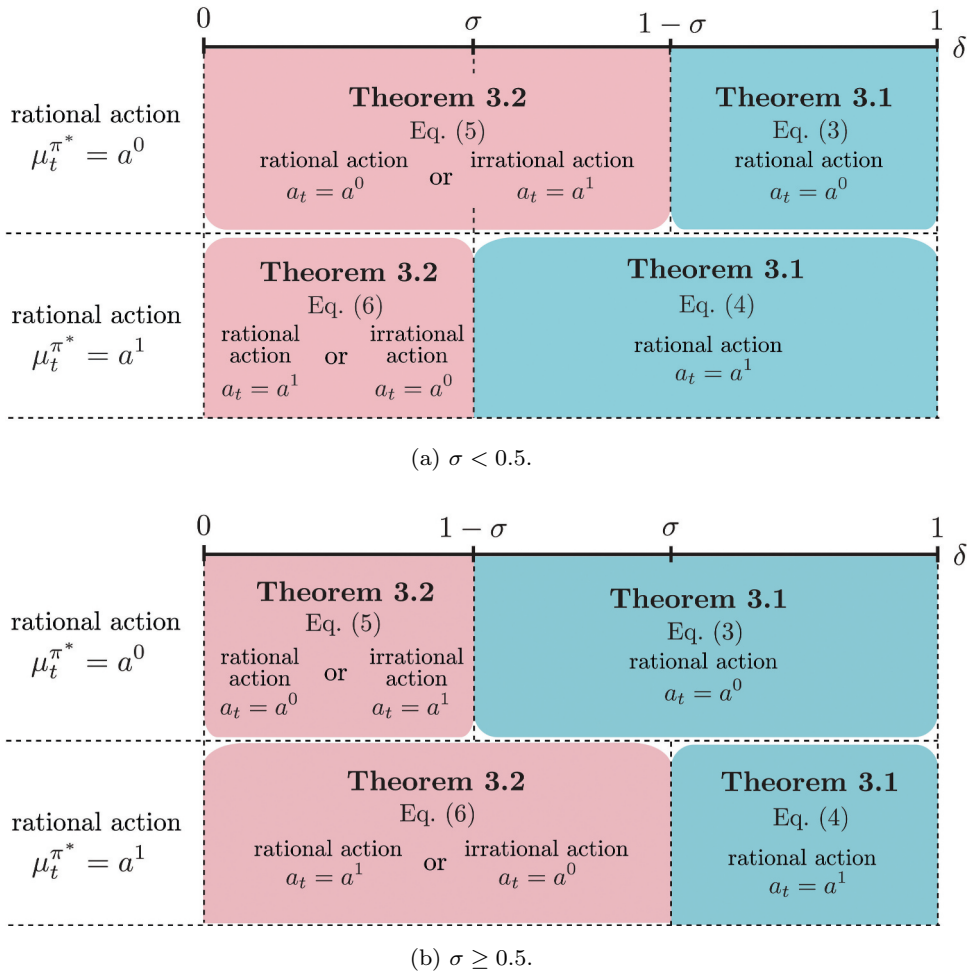 0 σ 1 − σ 1
δ
rational action
μ_t^{π*} = a^0
Theorem 3.2
Eq. (5)
rational action
a_t = a^0
or
irrational action
a_t = a^1
Theorem 3.1
Eq. (3)
rational action
a_t = a^0
rational action
μ_t^{π*} = a^1
Theorem 3.2
Eq. (6)
rational
action
a_t = a^1
or
irrational
action
a_t = a^0
Theorem 3.1
Eq. (4)
rational action
a_t = a^1
(a) σ < 0.5.
0 1 − σ σ 1
δ
rational action
μ_t^{π*} = a^0
Theorem 3.2
Eq. (5)
rational
action
a_t = a^0
or
irrational
action
a_t = a^1
Theorem 3.1
Eq. (3)
rational action
a_t = a^0
rational action
μ_t^{π*} = a^1
Theorem 3.2
Eq. (6)
rational action
a_t = a^1
or
irrational action
a_t = a^0
Theorem 3.1
Eq. (4)
rational action
a_t = a^1
(b) σ ≥ 0.5.